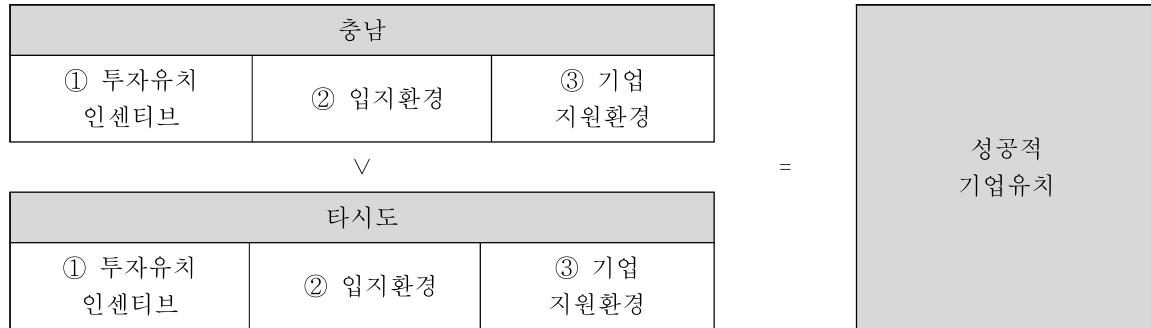 충남
① 투자유치
인센티브
② 입지환경
③ 기업
지원환경
∨
타시도
① 투자유치
인센티브
② 입지환경
③ 기업
지원환경
=
성공적
기업유치